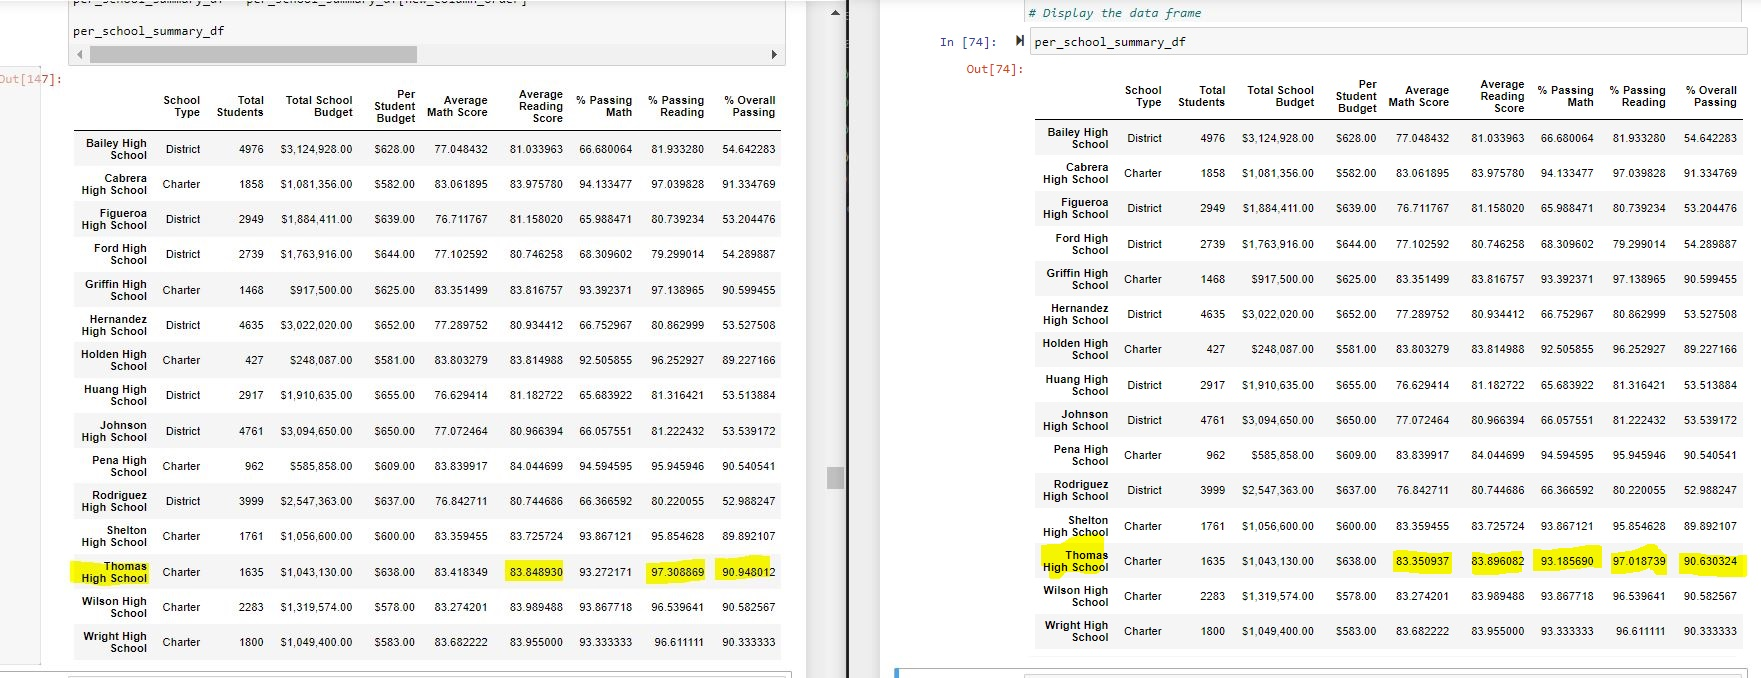 per_school_summary_df
Out[147]:
School Type Total Students Total School Budget Per Student Budget Average Math Score Average Reading Score % Passing Math % Passing Reading % Overall Passing
Bailey High School District 4976 $3,124,928.00 $628.00 77.048432 81.033963 66.680064 81.933280 54.642283
Cabrera High School Charter 1858 $1,081,356.00 $582.00 83.061895 83.975780 94.133477 97.039828 91.334769
Figueroa High School District 2949 $1,884,411.00 $639.00 76.711767 81.158020 65.988471 80.739234 53.204476
Ford High School District 2739 $1,763,916.00 $644.00 77.102592 80.746258 68.309602 79.299014 54.289887
Griffin High School Charter 1468 $917,500.00 $625.00 83.351499 83.816757 93.392371 97.138965 90.599455
Hernandez High School District 4635 $3,022,020.00 $652.00 77.289752 80.934412 66.752967 80.862999 53.527508
Holden High School Charter 427 $248,087.00 $581.00 83.803279 83.814988 92.505855 96.252927 89.227166
Huang High School District 2917 $1,910,635.00 $655.00 76.629414 81.182722 65.683922 81.316421 53.513884
Johnson High School District 4761 $3,094,650.00 $650.00 77.072464 80.966394 66.057551 81.222432 53.539172
Pena High School Charter 962 $585,858.00 $609.00 83.839917 84.044699 94.594595 95.945946 90.540541
Rodriguez High School District 3999 $2,547,363.00 $637.00 76.842711 80.744686 66.366592 80.220055 52.988247
Shelton High School Charter 1761 $1,056,600.00 $600.00 83.359455 83.725724 93.867121 95.854628 89.892107
Thomas High School Charter 1635 $1,043,130.00 $638.00 83.418349 83.848930 93.272171 97.308869 90.948012
Wilson High School Charter 2283 $1,319,574.00 $578.00 83.274201 83.989488 93.867718 96.539641 90.582567
Wright High School Charter 1800 $1,049,400.00 $583.00 83.682222 83.955000 93.333333 96.611111 90.333333
# Display the data frame
In [74]: per_school_summary_df
Out[74]:
School Type Total Students Total School Budget Per Student Budget Average Math Score Average Reading Score % Passing Math % Passing Reading % Overall Passing
Bailey High School District 4976 $3,124,928.00 $628.00 77.048432 81.033963 66.680064 81.933280 54.642283
Cabrera High School Charter 1858 $1,081,356.00 $582.00 83.061895 83.975780 94.133477 97.039828 91.334769
Figueroa High School District 2949 $1,884,411.00 $639.00 76.711767 81.158020 65.988471 80.739234 53.204476
Ford High School District 2739 $1,763,916.00 $644.00 77.102592 80.746258 68.309602 79.299014 54.289887
Griffin High School Charter 1468 $917,500.00 $625.00 83.351499 83.816757 93.392371 97.138965 90.599455
Hernandez High School District 4635 $3,022,020.00 $652.00 77.289752 80.934412 66.752967 80.862999 53.527508
Holden High School Charter 427 $248,087.00 $581.00 83.803279 83.814988 92.505855 96.252927 89.227166
Huang High School District 2917 $1,910,635.00 $655.00 76.629414 81.182722 65.683922 81.316421 53.513884
Johnson High School District 4761 $3,094,650.00 $650.00 77.072464 80.966394 66.057551 81.222432 53.539172
Pena High School Charter 962 $585,858.00 $609.00 83.839917 84.044699 94.594595 95.945946 90.540541
Rodriguez High School District 3999 $2,547,363.00 $637.00 76.842711 80.744686 66.366592 80.220055 52.988247
Shelton High School Charter 1761 $1,056,600.00 $600.00 83.359455 83.725724 93.867121 95.854628 89.892107
Thomas High School Charter 1635 $1,043,130.00 $638.00 83.350937 83.896082 93.185690 97.018739 90.630324
Wilson High School Charter 2283 $1,319,574.00 $578.00 83.274201 83.989488 93.867718 96.539641 90.582567
Wright High School Charter 1800 $1,049,400.00 $583.00 83.682222 83.955000 93.333333 96.611111 90.333333